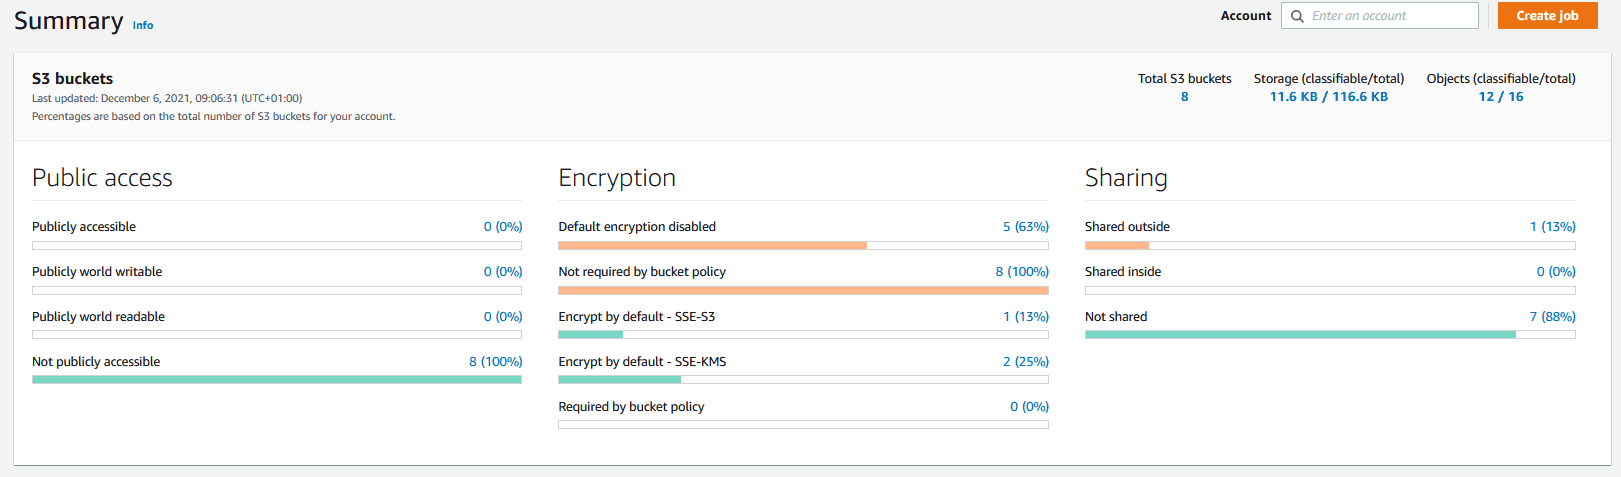 Summary Info
Account Enter an account Create job
S3 buckets
Last updated: December 6, 2021, 09:06:31 (UTC+01:00)
Percentages are based on the total number of S3 buckets for your account.
Total S3 buckets
8
Storage (classifiable/total)
11.6 KB / 116.6 KB
Objects (classifiable/total)
12 / 16
Public access
Publicly accessible 0 (0%)
Publicly world writable 0 (0%)
Publicly world readable 0 (0%)
Not publicly accessible 8 (100%)
Encryption
Default encryption disabled 5 (63%)
Not required by bucket policy 8 (100%)
Encrypt by default - SSE-S3 1 (13%)
Encrypt by default - SSE-KMS 2 (25%)
Required by bucket policy 0 (0%)
Sharing
Shared outside 1 (13%)
Shared inside 0 (0%)
Not shared 7 (88%)